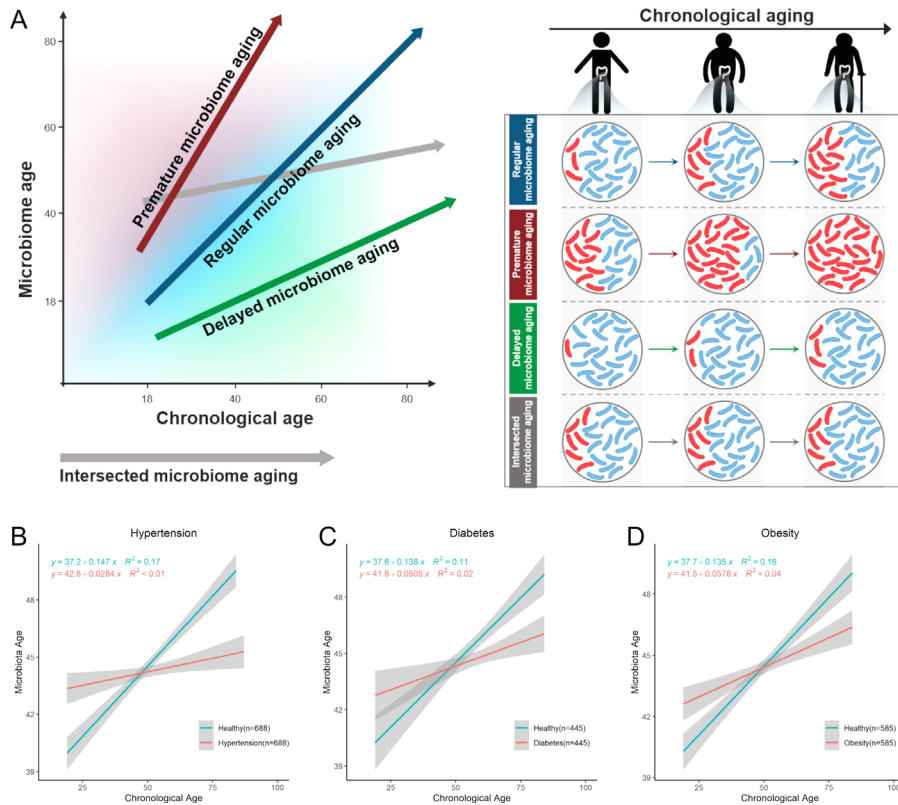 A
Microbiome age
80
60
40
18
18
40
60
80
Chronological age
Premature microbiome aging
Regular microbiome aging
Delayed microbiome aging
Intersected microbiome aging
Chronological aging
Regular
microbiome aging
Premature
microbiome aging
Delayed
microbiome aging
Intersected
microbiome aging
B
Hypertension
y = 37.2 + 0.147 x R² = 0.17
y = 42.8 + 0.0284 x R² < 0.01
Microbiota Age
48
45
42
39
Healthy(n=688)
Hypertension(n=688)
25
50
75
100
Chronological Age
C
Diabetes
y = 37.6 + 0.138 x R² = 0.11
y = 41.8 + 0.0505 x R² = 0.02
Microbiota Age
48
45
42
39
Healthy(n=445)
Diabetes(n=445)
25
50
75
100
Chronological Age
D
Obesity
y = 37.7 + 0.135 x R² = 0.16
y = 41.5 + 0.0578 x R² = 0.04
Microbiota Age
48
45
42
39
Healthy(n=585)
Obesity(n=585)
25
50
75
100
Chronological Age